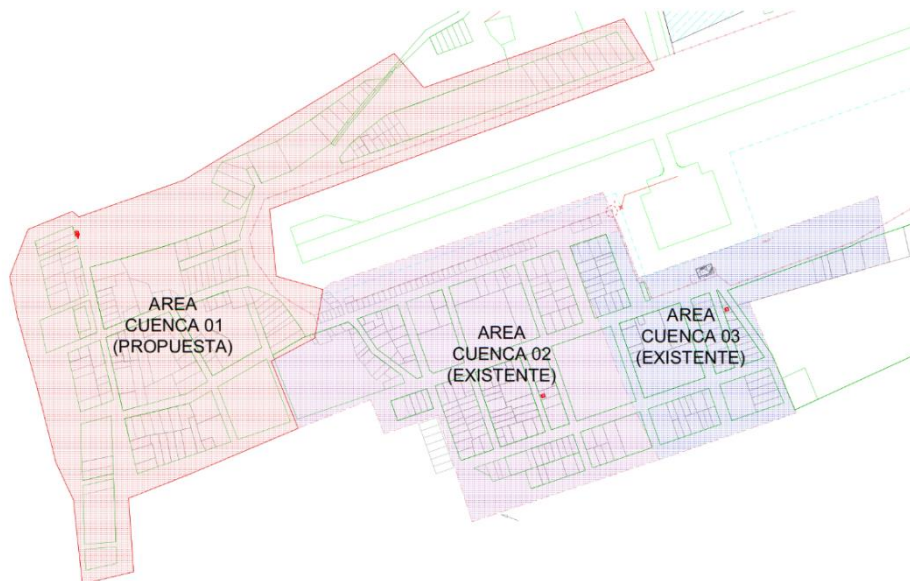 AREA
CUENCA 01
(PROPUESTA)
AREA
CUENCA 02
(EXISTENTE)
AREA
CUENCA 03
(EXISTENTE)